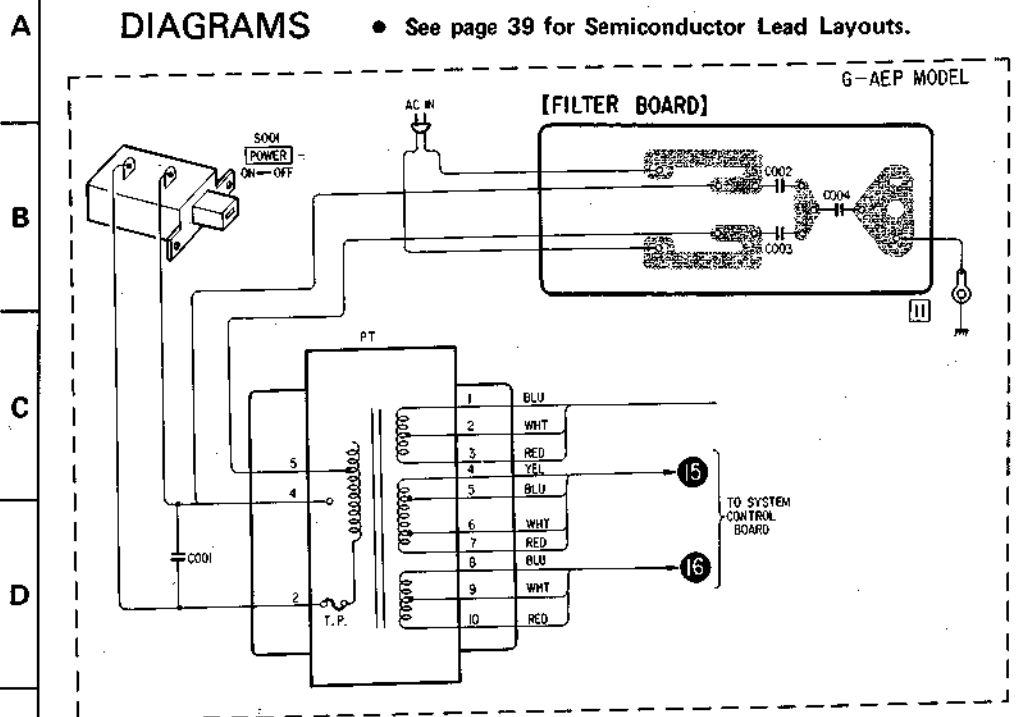 A
DIAGRAMS
● See page 39 for Semiconductor Lead Layouts.
G-AEP MODEL
AC IN
[FILTER BOARD]
S001
POWER
ON — OFF
C002
C004
C003
B
11
PT
C
1 BLU
2 WHT
3 RED
4 YEL
5 BLU
6 WHT
7 RED
8 BLU
9 WHT
10 RED
5
4
2
T.P.
C001
15
16
TO SYSTEM
CONTROL
BOARD
D